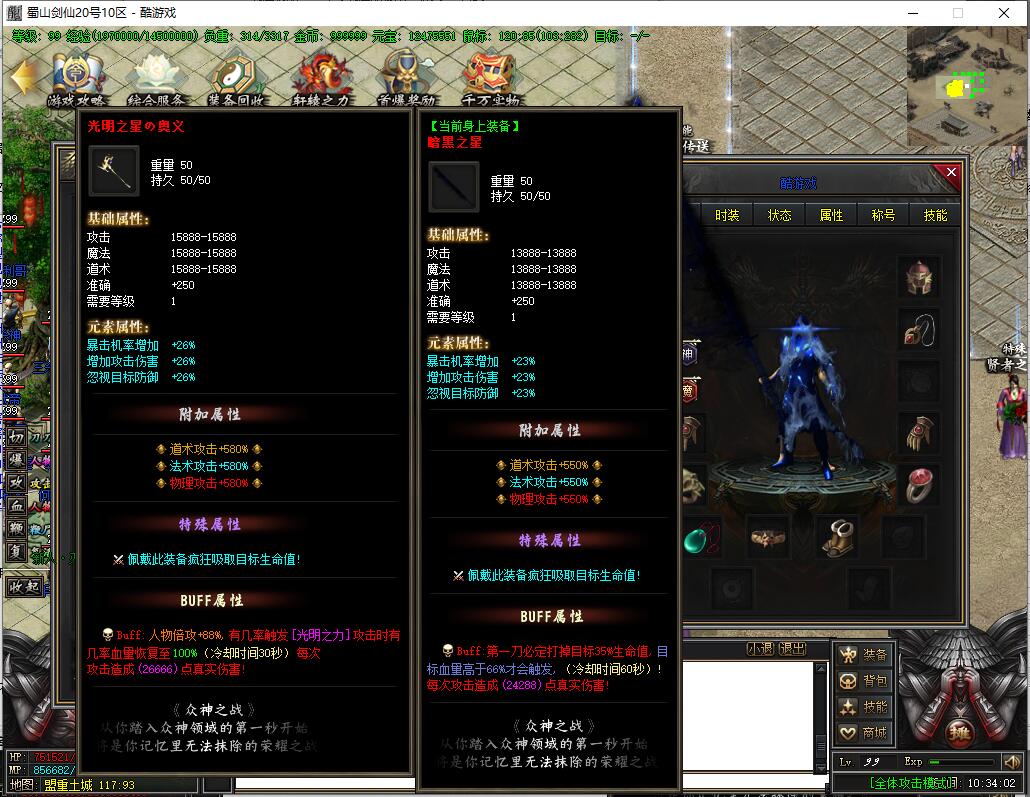 蜀山剑仙20号10区 - 酷游戏
等级: 99 经验(1970000/14500000) 负重: 314/3317 金币: 999999 元宝: 12475551 鼠标: 120:85(103:262) 目标: -/-
游戏攻略 综合服务 装备回收 轩辕之力 首爆奖励 千万实物
光明之星の奥义
重量 50
持久 50/50
基础属性:
攻击 15888-15888
魔法 15888-15888
道术 15888-15888
准确 +250
需要等级 1
元素属性:
暴击机率增加 +26%
增加攻击伤害 +26%
忽视目标防御 +26%
附加属性
道术攻击+580%
法术攻击+580%
物理攻击+580%
特殊属性
佩戴此装备疯狂吸取目标生命值!
BUFF属性
Buff: 人物倍攻+88%, 有几率触发[光明之力]攻击时有
几率血量恢复至100% (冷却时间30秒) 每次
攻击造成(26666)点真实伤害!
《 众神之战 》
从你踏入众神领域的第一秒开始
将是你记忆里无法抹除的荣耀之战
【当前身上装备】
暗黑之星
重量 50
持久 50/50
基础属性:
攻击 13888-13888
魔法 13888-13888
道术 13888-13888
准确 +250
需要等级 1
元素属性:
暴击机率增加 +23%
增加攻击伤害 +23%
忽视目标防御 +23%
附加属性
道术攻击+550%
法术攻击+550%
物理攻击+550%
特殊属性
佩戴此装备疯狂吸取目标生命值!
BUFF属性
Buff: 第一刀必定打掉目标35%生命值, 目
标血量高于66%才会触发, (冷却时间60秒) !
每次攻击造成(24288)点真实伤害!
《 众神之战 》
从你踏入众神领域的第一秒开始
将是你记忆里无法抹除的荣耀之战
传送
酷游戏
时装 状态 属性 称号 技能
神
魔
特殊
贤者之
切
爆
攻
血
鞭
复
收起
小退 退出
装备
背包
技能
商城
摊
HP: 751521/
MP: 856682/
地图: 盟重土城 117:93
Lv 99 Exp
[全体攻击模式] 10:34:02